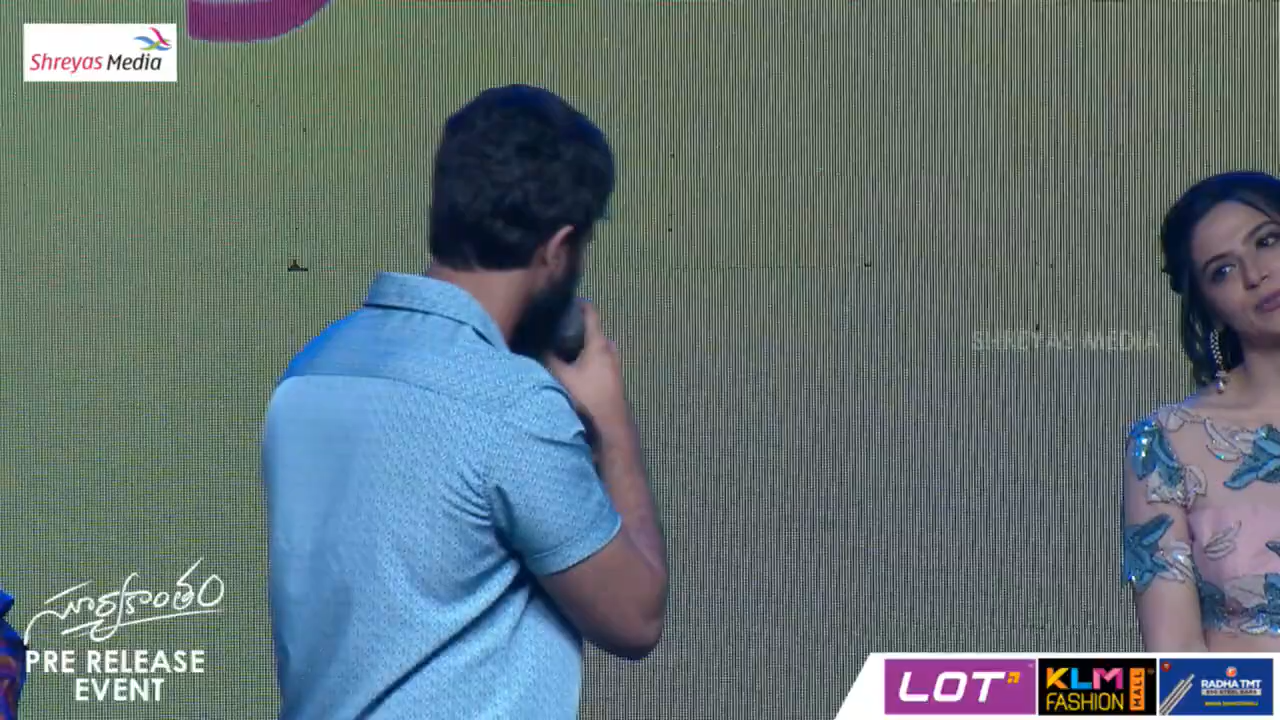 Shreyas Media
SHREYAS MEDIA
సూర్యకాంతం
PRE RELEASE
EVENT
LOT
KLM
FASHION
MALL
RADHA TMT